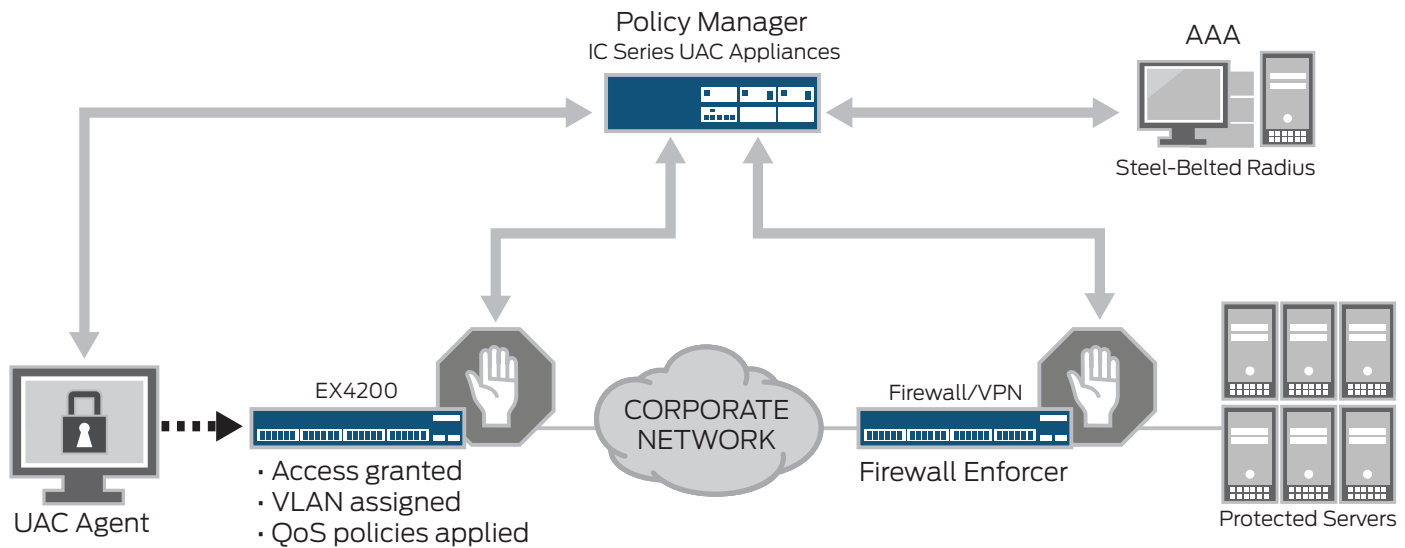 Policy Manager
IC Series UAC Appliances
AAA
Steel-Belted Radius
EX4200
CORPORATE
NETWORK
Firewall/VPN
Firewall Enforcer
UAC Agent
· Access granted
· VLAN assigned
· QoS policies applied
Protected Servers